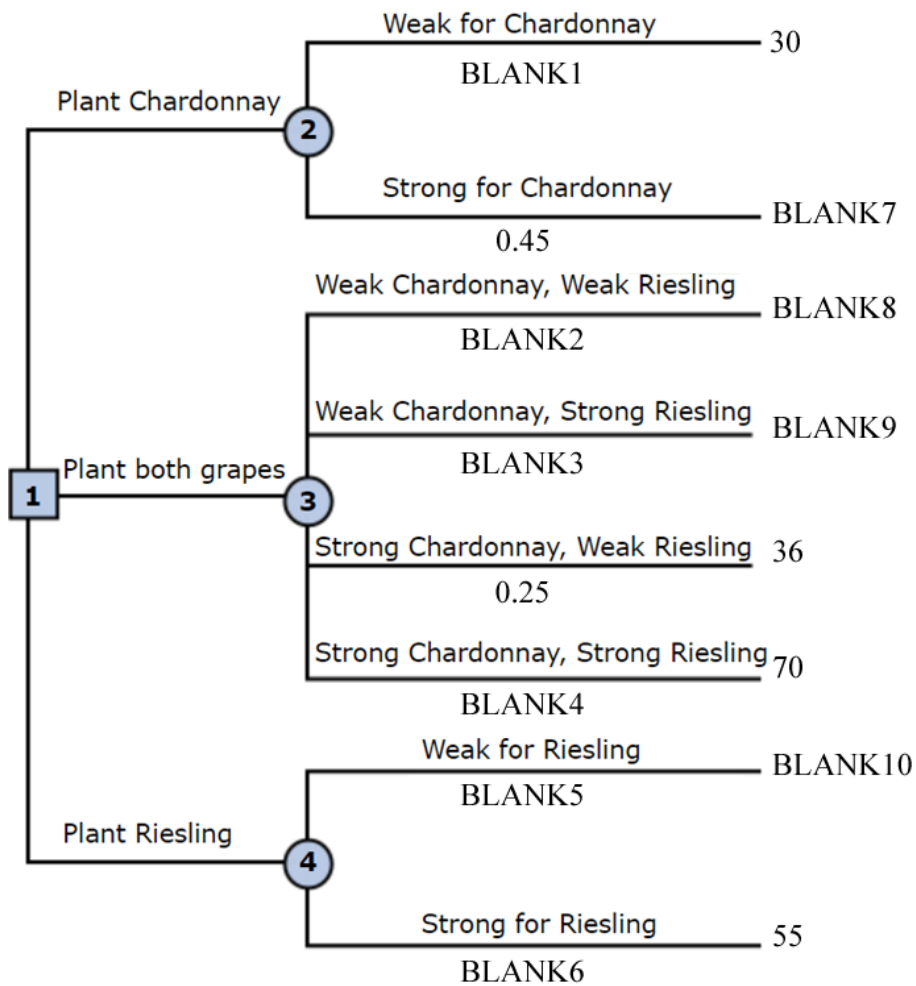 Weak for Chardonnay
30
BLANK1
Plant Chardonnay
2
Strong for Chardonnay
BLANK7
0.45
Weak Chardonnay, Weak Riesling
BLANK8
BLANK2
Weak Chardonnay, Strong Riesling
BLANK9
BLANK3
Plant both grapes
1
3
Strong Chardonnay, Weak Riesling
36
0.25
Strong Chardonnay, Strong Riesling
70
BLANK4
Weak for Riesling
BLANK10
BLANK5
Plant Riesling
4
Strong for Riesling
55
BLANK6